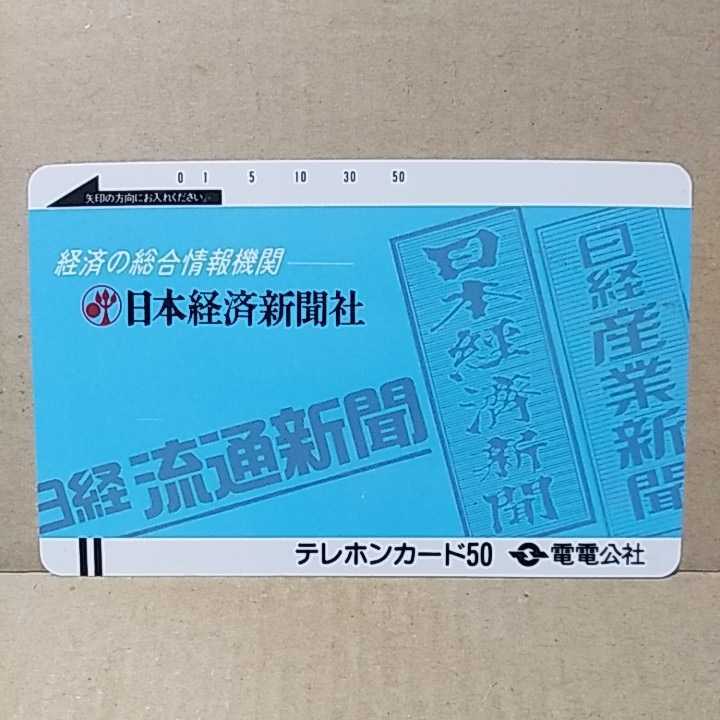 0 1 5 10 30 50
矢印の方向にお入れください。
経済の総合情報機関
日本経済新聞社
日本経済新聞
日経産業新聞
日経流通新聞
テレホンカード50 電電公社